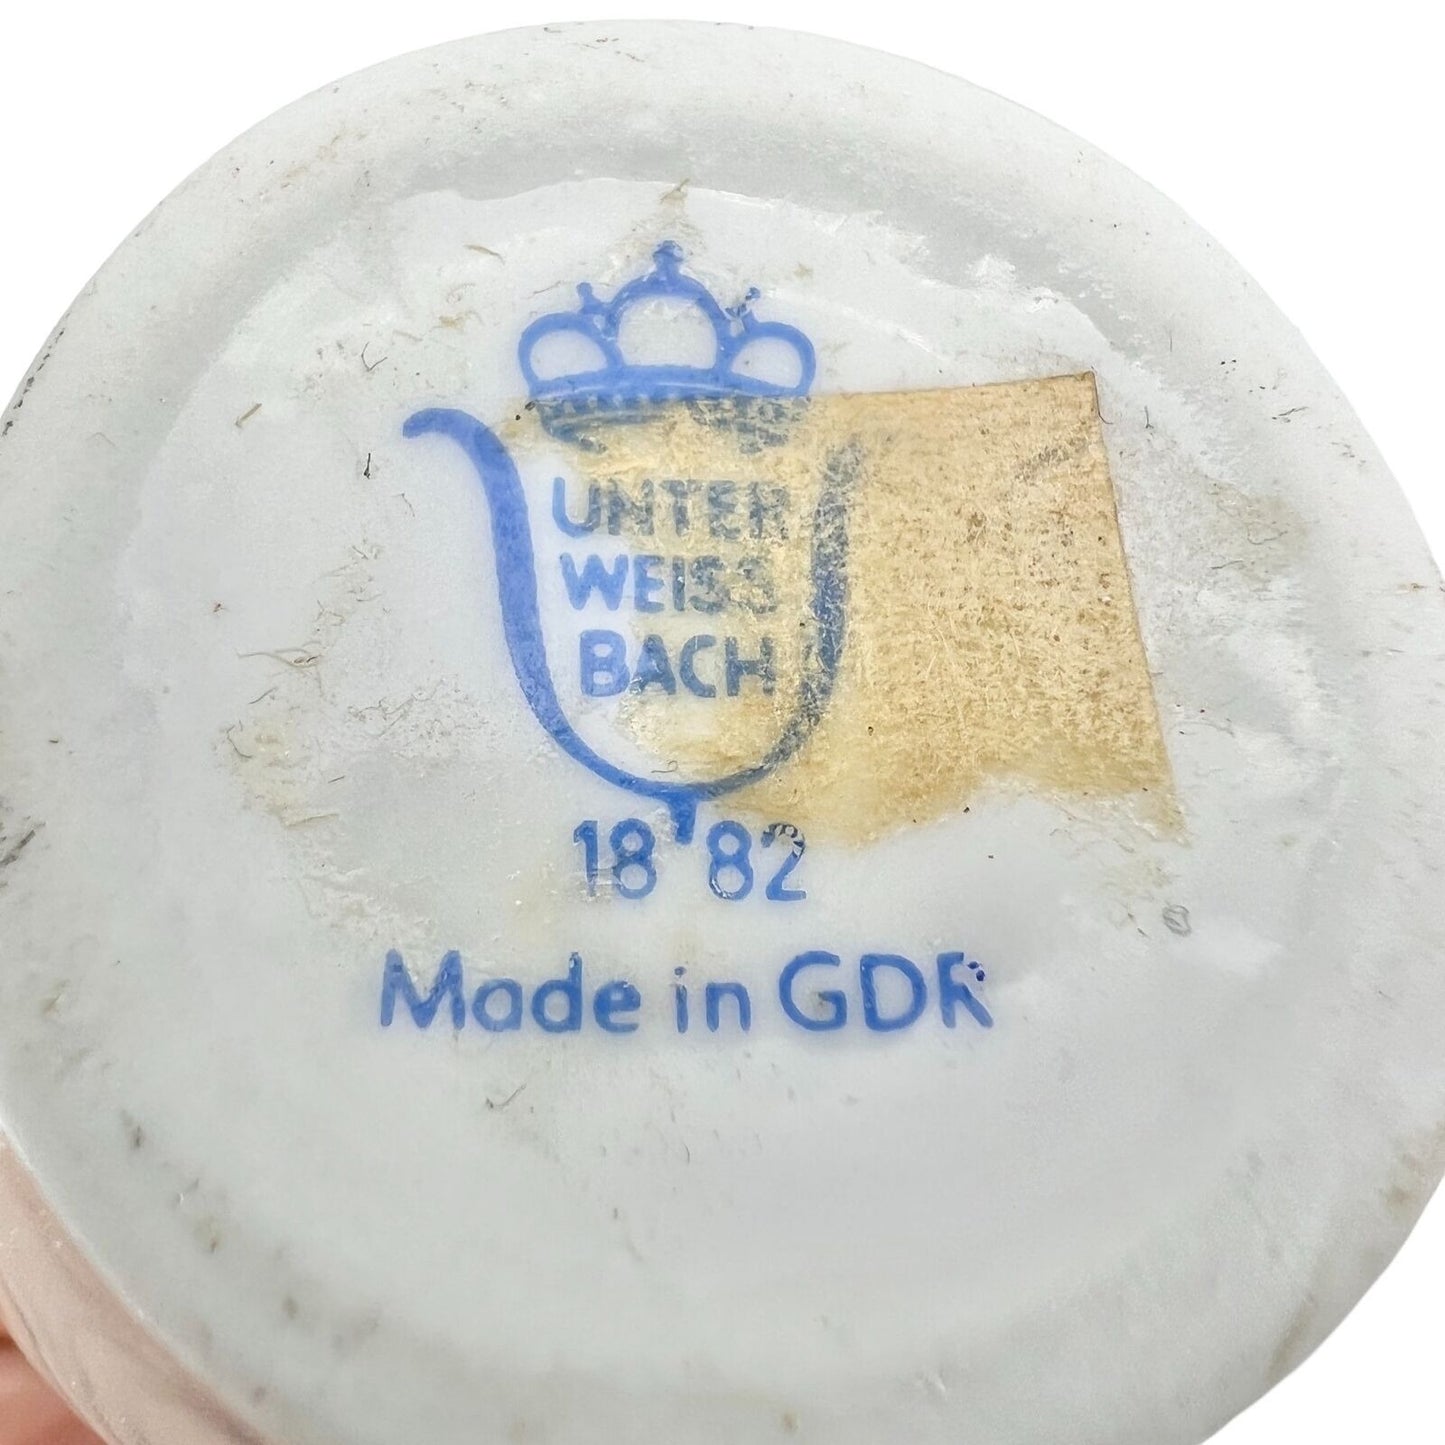 UNTER
WEISS
BACH
18 82
Made in GDR